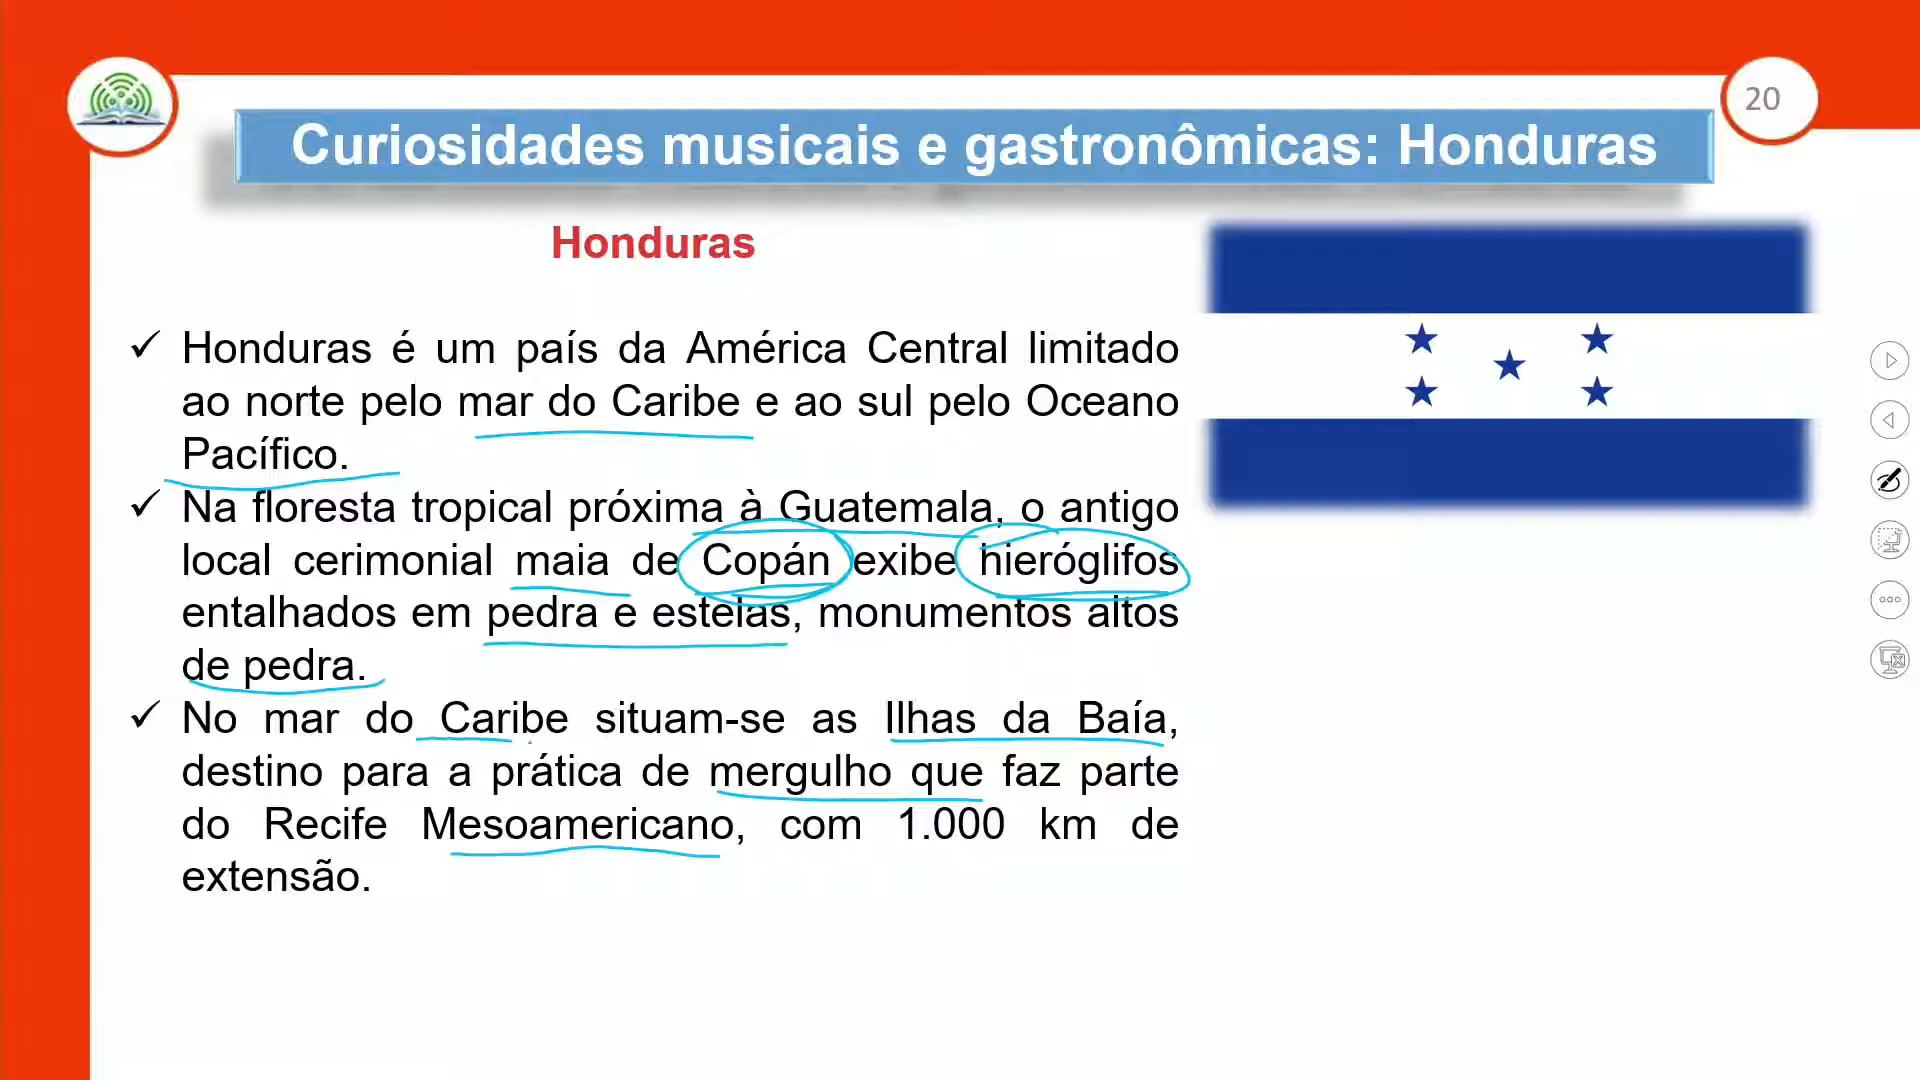 20
Curiosidades musicais e gastronômicas: Honduras
Honduras
✓ Honduras é um país da América Central limitado
ao norte pelo mar do Caribe e ao sul pelo Oceano
Pacífico.
✓ Na floresta tropical próxima à Guatemala, o antigo
local cerimonial maia de Copán exibe hieróglifos
entalhados em pedra e estelas, monumentos altos
de pedra.
✓ No mar do Caribe situam-se as Ilhas da Baía,
destino para a prática de mergulho que faz parte
do Recife Mesoamericano, com 1.000 km de
extensão.